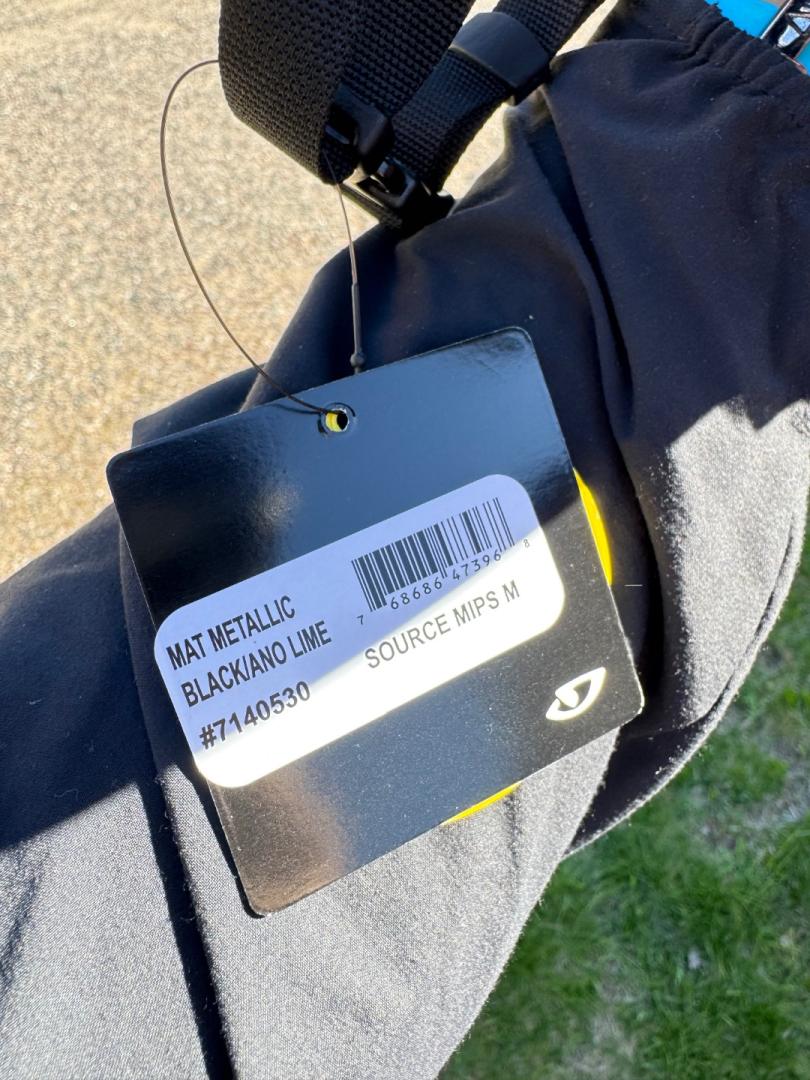 MAT METALLIC
BLACK/ANO LIME
#7140530
7 68686 47396 8
SOURCE MIPS M